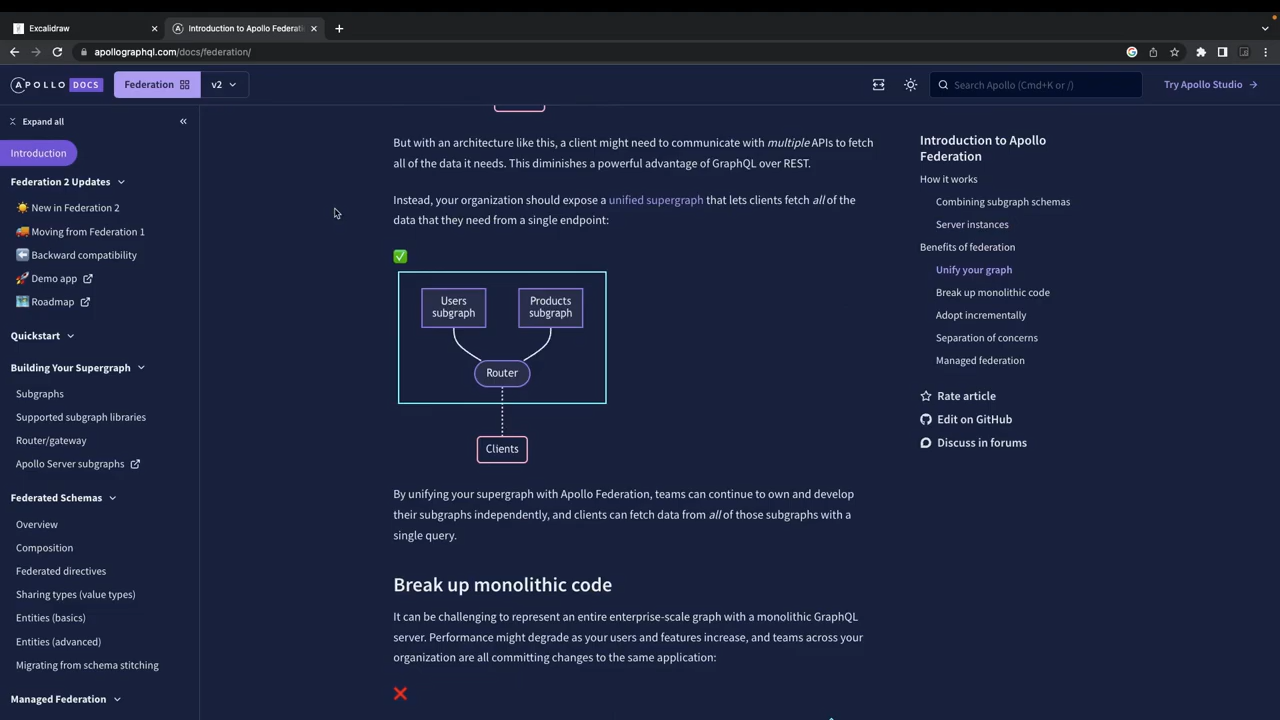 Excalidraw
Introduction to Apollo Federati
apollographql.com/docs/federation/
APOLLO DOCS
Federation
v2
Search Apollo (Cmd+K or /)
Try Apollo Studio
Expand all
Introduction
Federation 2 Updates
New in Federation 2
Moving from Federation 1
Backward compatibility
Demo app
Roadmap
Quickstart
Building Your Supergraph
Subgraphs
Supported subgraph libraries
Router/gateway
Apollo Server subgraphs
Federated Schemas
Overview
Composition
Federated directives
Sharing types (value types)
Entities (basics)
Entities (advanced)
Migrating from schema stitching
Managed Federation
But with an architecture like this, a client might need to communicate with multiple APIs to fetch
all of the data it needs. This diminishes a powerful advantage of GraphQL over REST.
Instead, your organization should expose a unified supergraph that lets clients fetch all of the
data that they need from a single endpoint:
Users
subgraph
Products
subgraph
Router
Clients
By unifying your supergraph with Apollo Federation, teams can continue to own and develop
their subgraphs independently, and clients can fetch data from all of those subgraphs with a
single query.
Break up monolithic code
It can be challenging to represent an entire enterprise-scale graph with a monolithic GraphQL
server. Performance might degrade as your users and features increase, and teams across your
organization are all committing changes to the same application:
Introduction to Apollo
Federation
How it works
Combining subgraph schemas
Server instances
Benefits of federation
Unify your graph
Break up monolithic code
Adopt incrementally
Separation of concerns
Managed federation
Rate article
Edit on GitHub
Discuss in forums